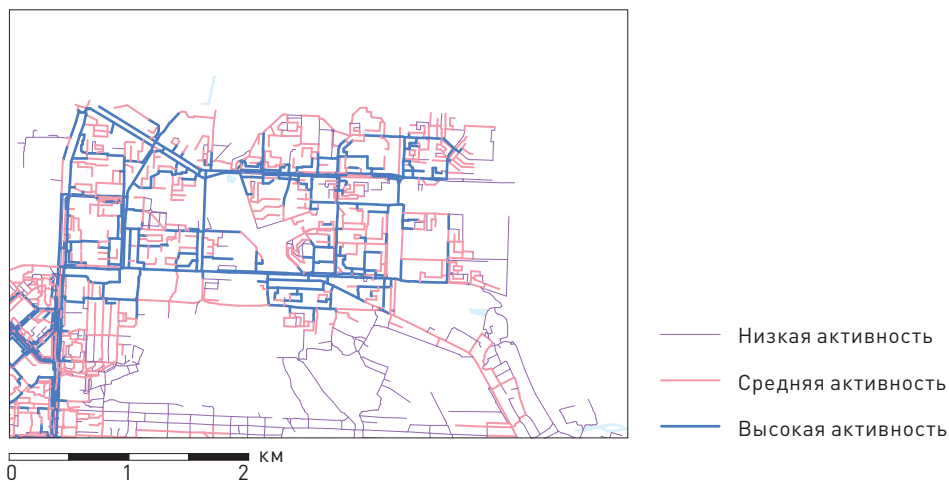 Низкая активность
Средняя активность
Высокая активность
км
0 1 2